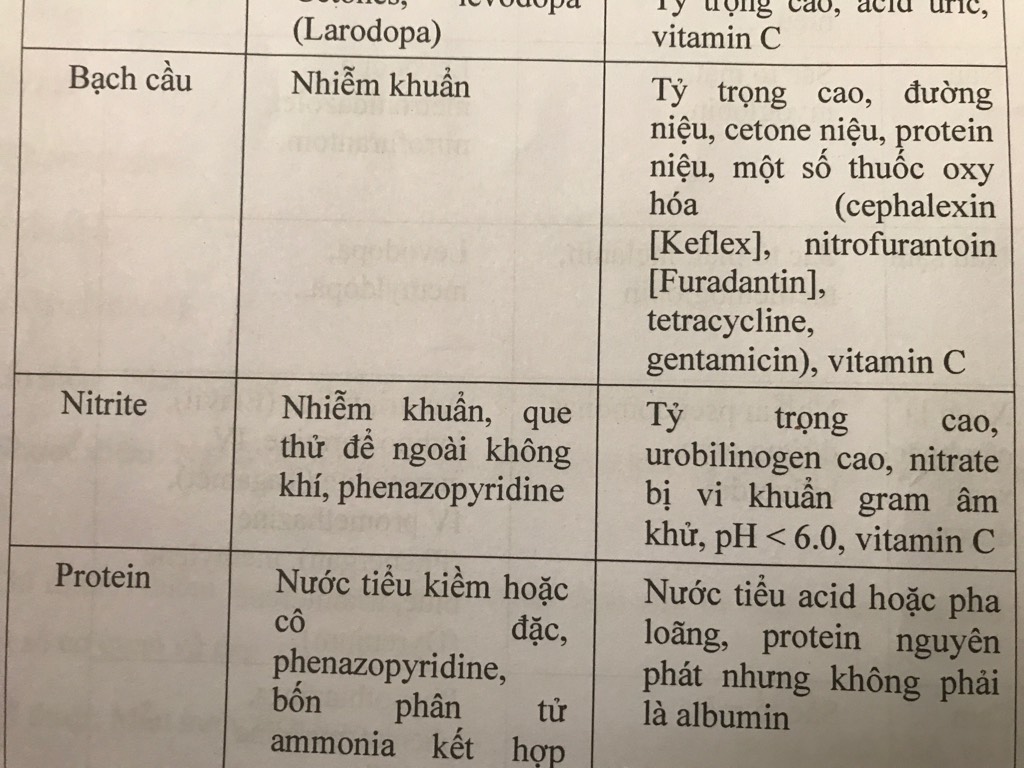 (Larodopa)
Tỷ trọng cao, acid uric,
vitamin C
Bạch cầu
Nhiễm khuẩn
Tỷ trọng cao, đường
niệu, cetone niệu, protein
niệu, một số thuốc oxy
hóa (cephalexin
[Keflex], nitrofurantoin
[Furadantin],
tetracycline,
gentamicin), vitamin C
Nitrite
Nhiễm khuẩn, que
thử để ngoài không
khí, phenazopyridine
Tỷ trọng cao,
urobilinogen cao, nitrate
bị vi khuẩn gram âm
khử, pH < 6.0, vitamin C
Protein
Nước tiểu kiềm hoặc
cô đặc,
phenazopyridine,
bốn phân tử
ammonia kết hợp
Nước tiểu acid hoặc pha
loãng, protein nguyên
phát nhưng không phải
là albumin